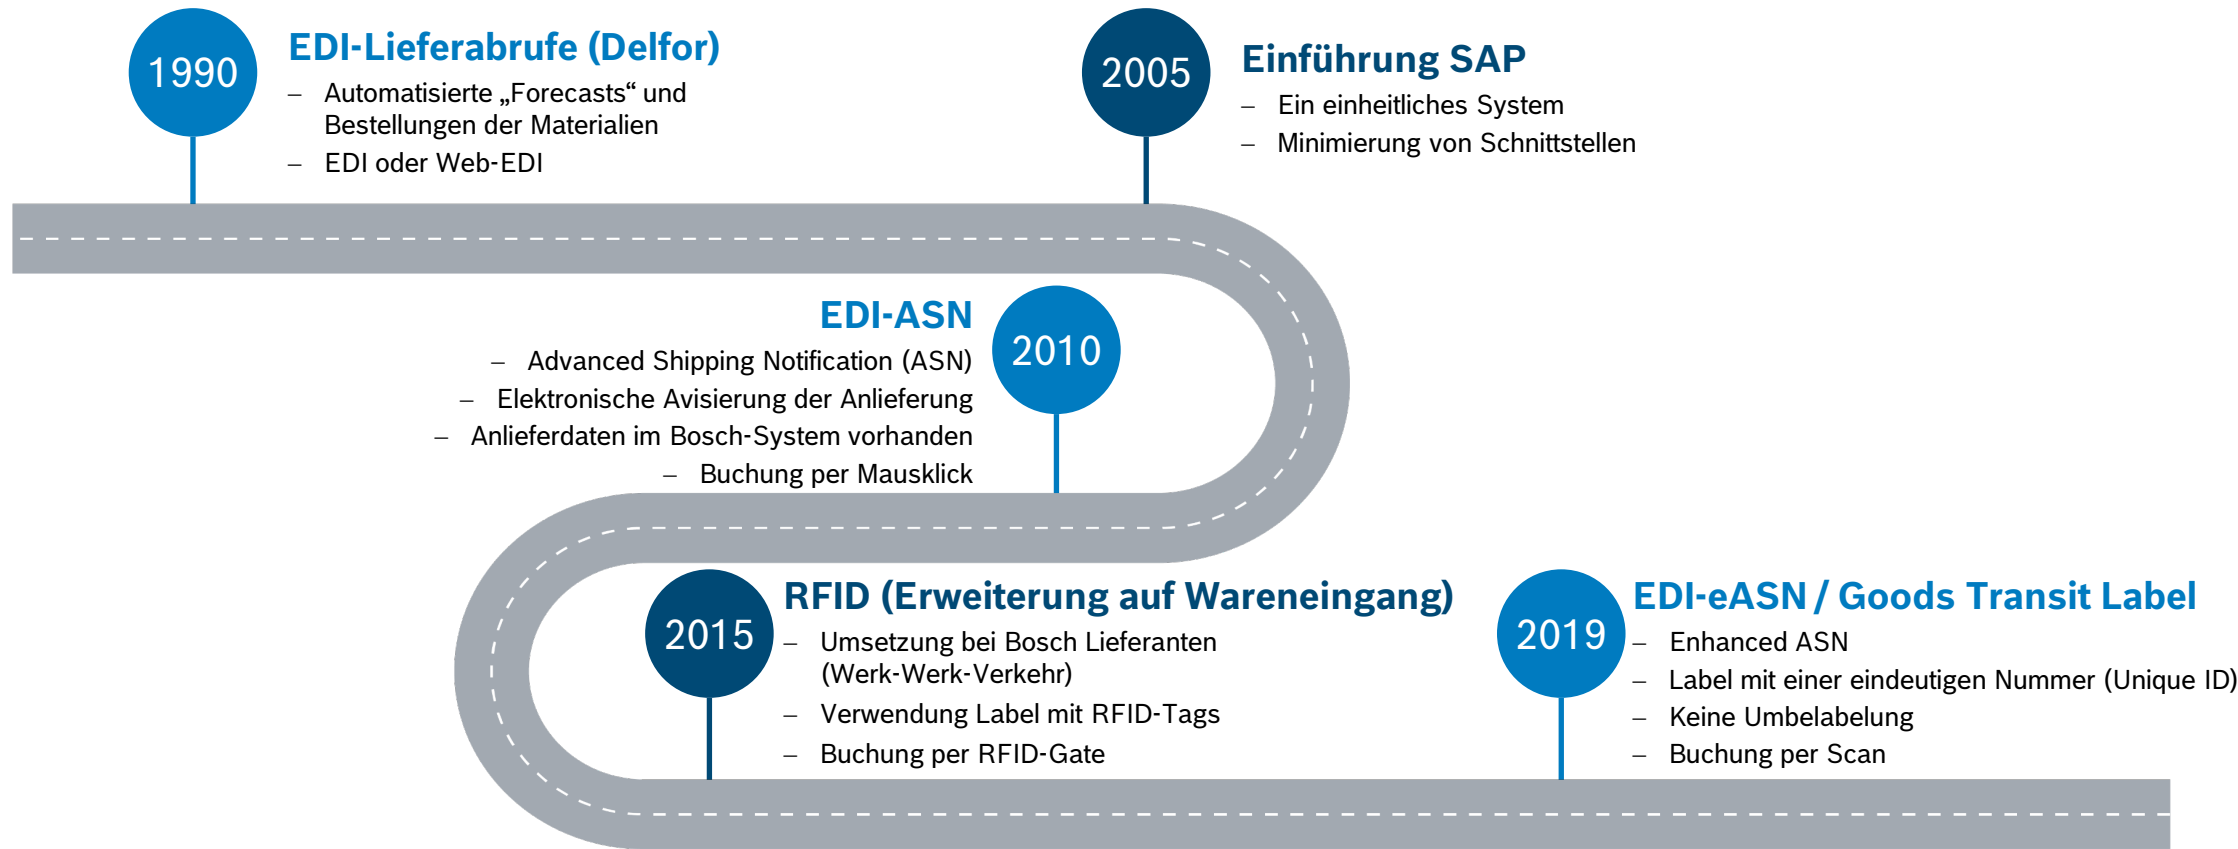 1990
EDI-Lieferabrufe (Delfor)
– Automatisierte „Forecasts“ und
Bestellungen der Materialien
– EDI oder Web-EDI
2005
Einführung SAP
– Ein einheitliches System
– Minimierung von Schnittstellen
EDI-ASN
– Advanced Shipping Notification (ASN)
– Elektronische Avisierung der Anlieferung
– Anlieferdaten im Bosch-System vorhanden
– Buchung per Mausklick
2010
2015
RFID (Erweiterung auf Wareneingang)
– Umsetzung bei Bosch Lieferanten
(Werk-Werk-Verkehr)
– Verwendung Label mit RFID-Tags
– Buchung per RFID-Gate
2019
EDI-eASN / Goods Transit Label
– Enhanced ASN
– Label mit einer eindeutigen Nummer (Unique ID)
– Keine Umbelabelung
– Buchung per Scan